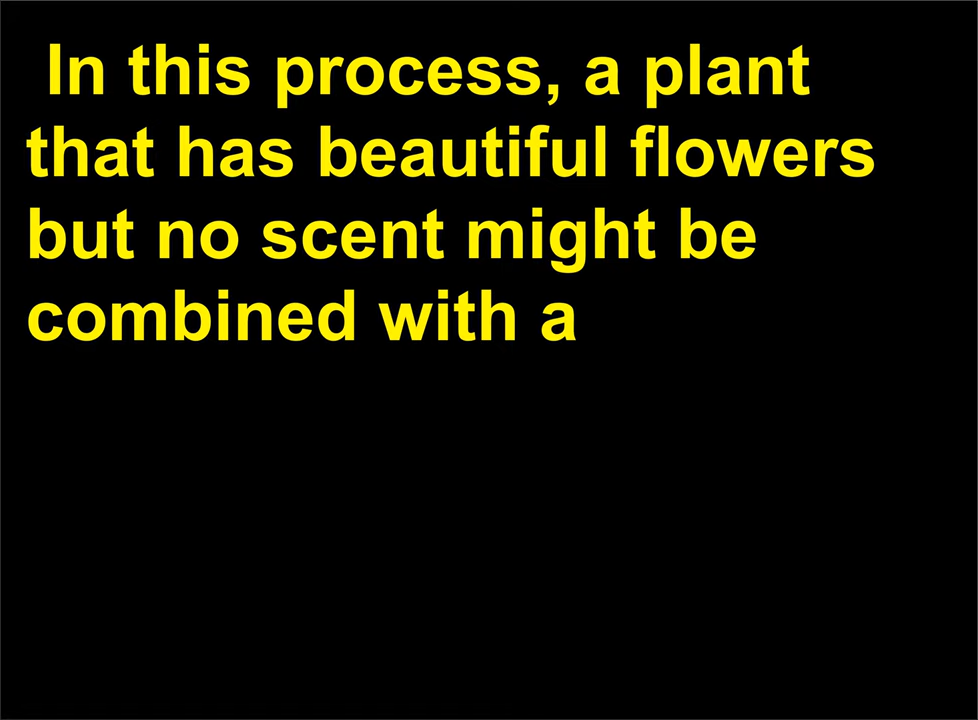 In this process, a plant
that has beautiful flowers
but no scent might be
combined with a